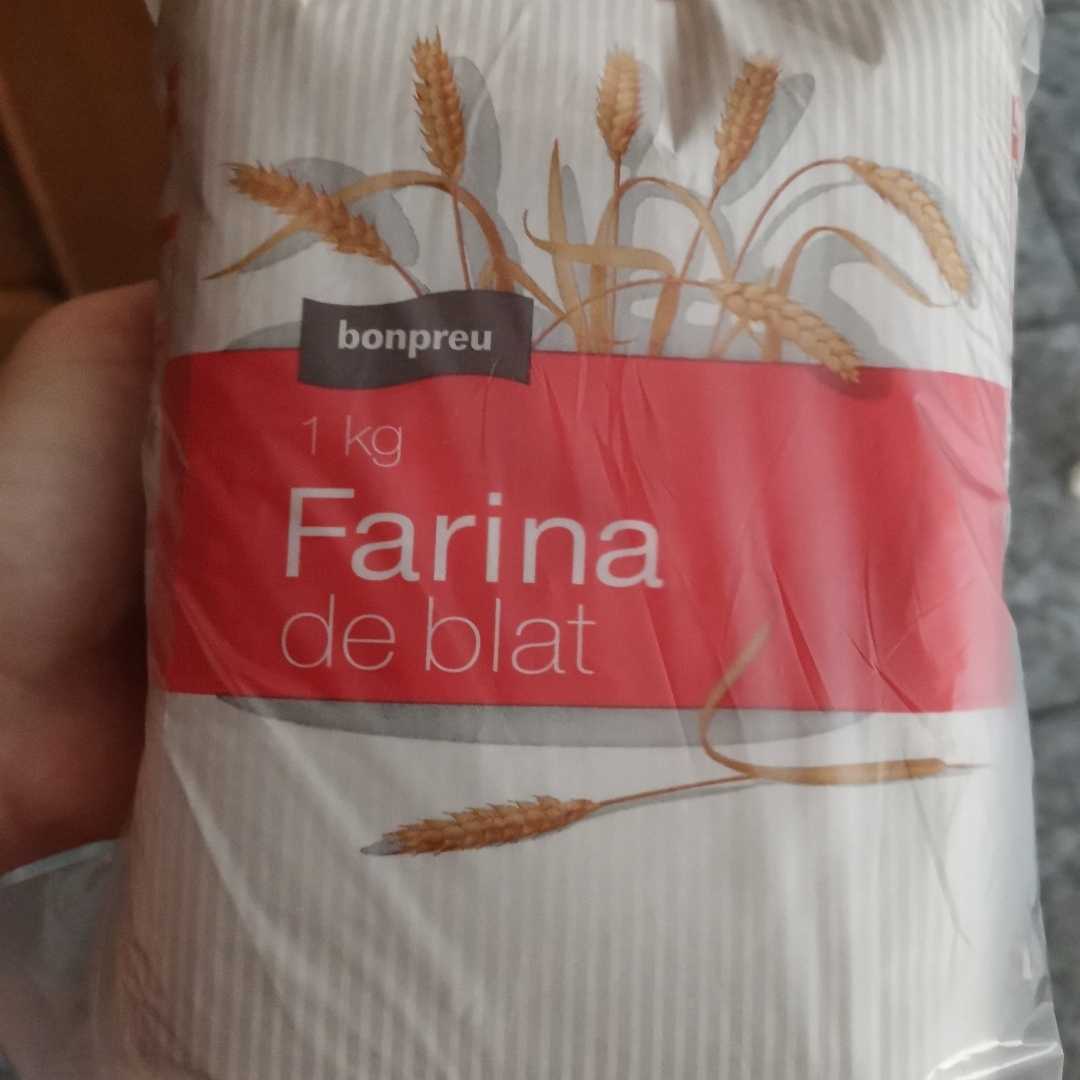 bonpreu
1 kg
Farina
de blat